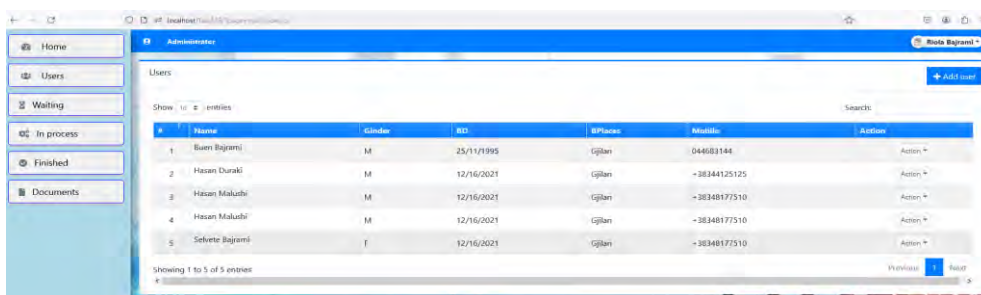 localhost
Home
Administrator
Riola Bajrami
Users
Users
+ Add user
Waiting
Show 10 entries
Search:
In process
# Name Ginder BD BPlaces Mobile Action
Finished
1 Buen Bajrami M 25/11/1995 Gjilan 044683144 Action
2 Hasan Duraki M 12/16/2021 Gjilan +38344125125 Action
Documents
3 Hasan Malushi M 12/16/2021 Gjilan +38348177510 Action
4 Hasan Malushi M 12/16/2021 Gjilan +38348177510 Action
5 Selvete Bajrami F 12/16/2021 Gjilan +38348177510 Action
Showing 1 to 5 of 5 entries
Previous 1 Next